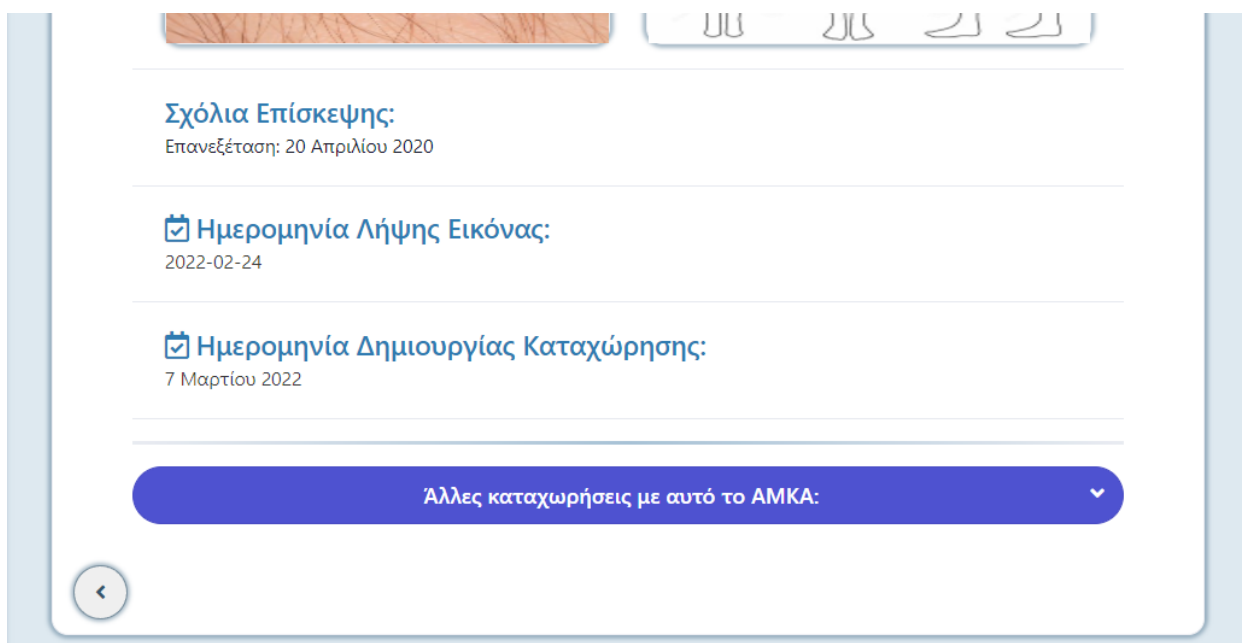 Σχόλια Επίσκεψης:
Επανεξέταση: 20 Απριλίου 2020
Ημερομηνία Λήψης Εικόνας:
2022-02-24
Ημερομηνία Δημιουργίας Καταχώρησης:
7 Μαρτίου 2022
Άλλες καταχωρήσεις με αυτό το ΑΜΚΑ: